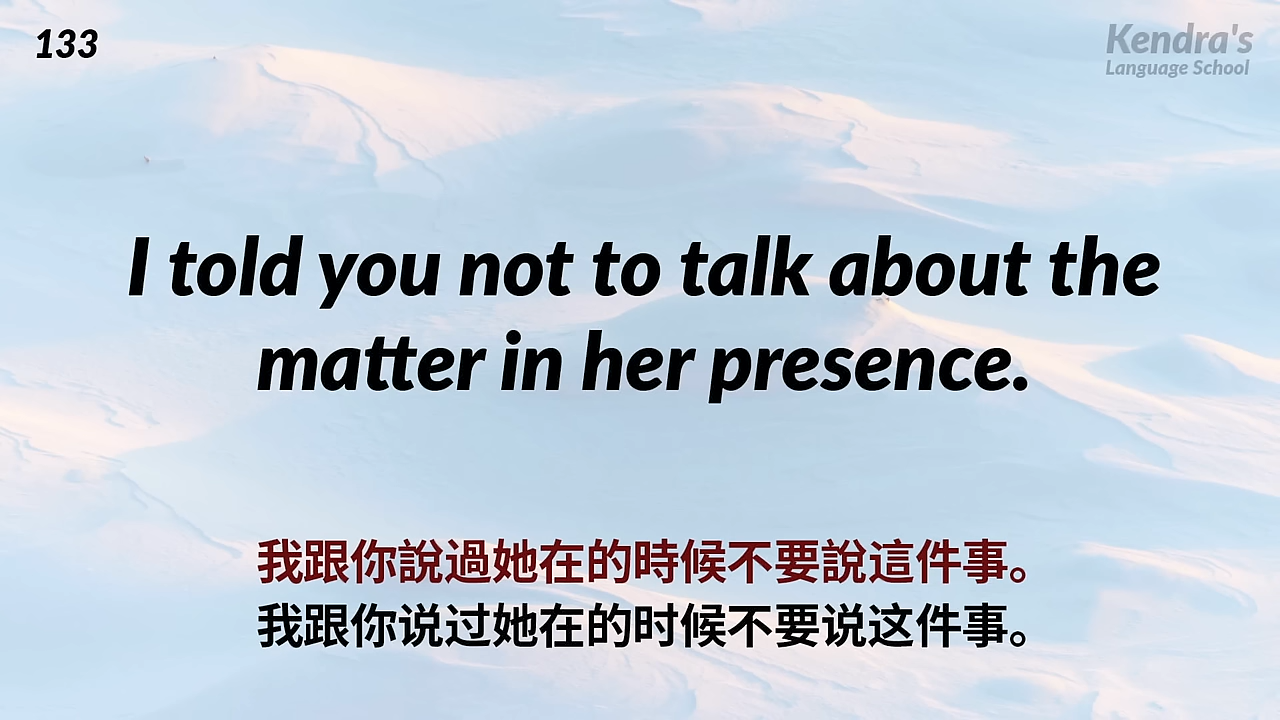 133
Kendra's
Language School
I told you not to talk about the
matter in her presence.
我跟你說過她在的時候不要說這件事。
我跟你说过她在的时候不要说这件事。